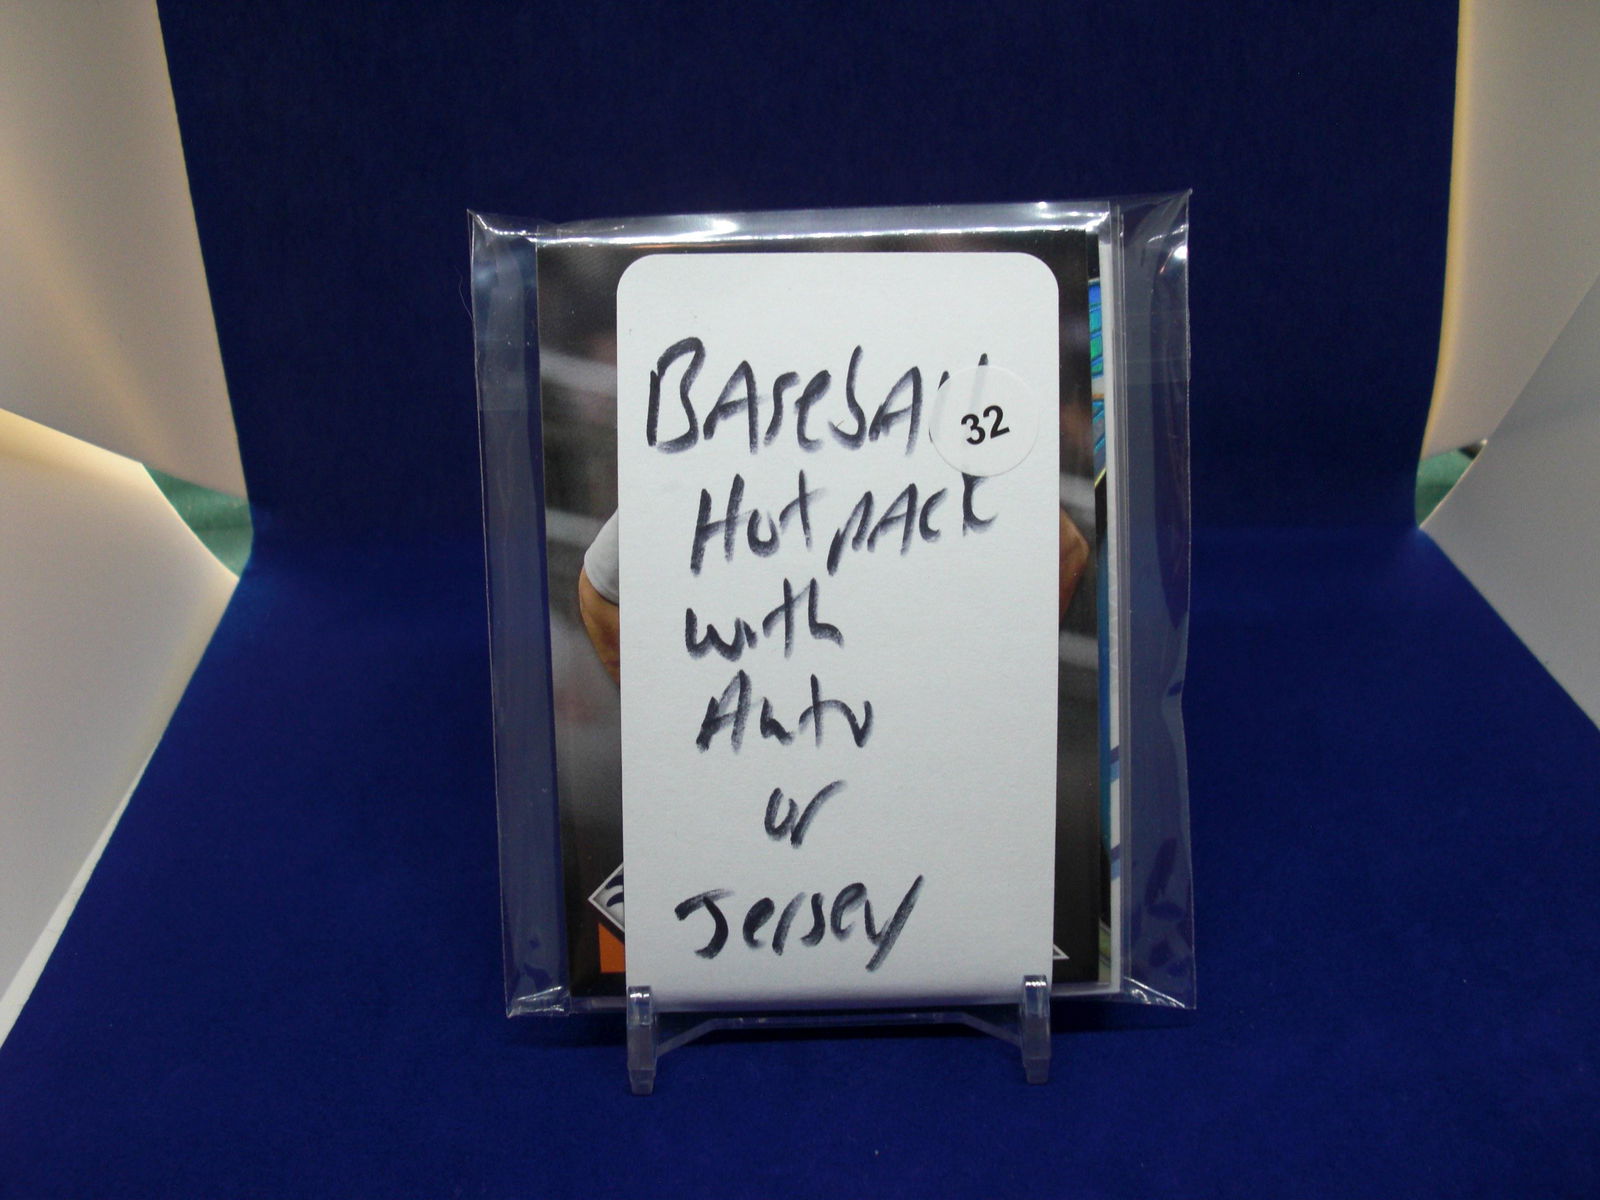 Baseball
32
Hot pack
with
Auto
or
Jersey